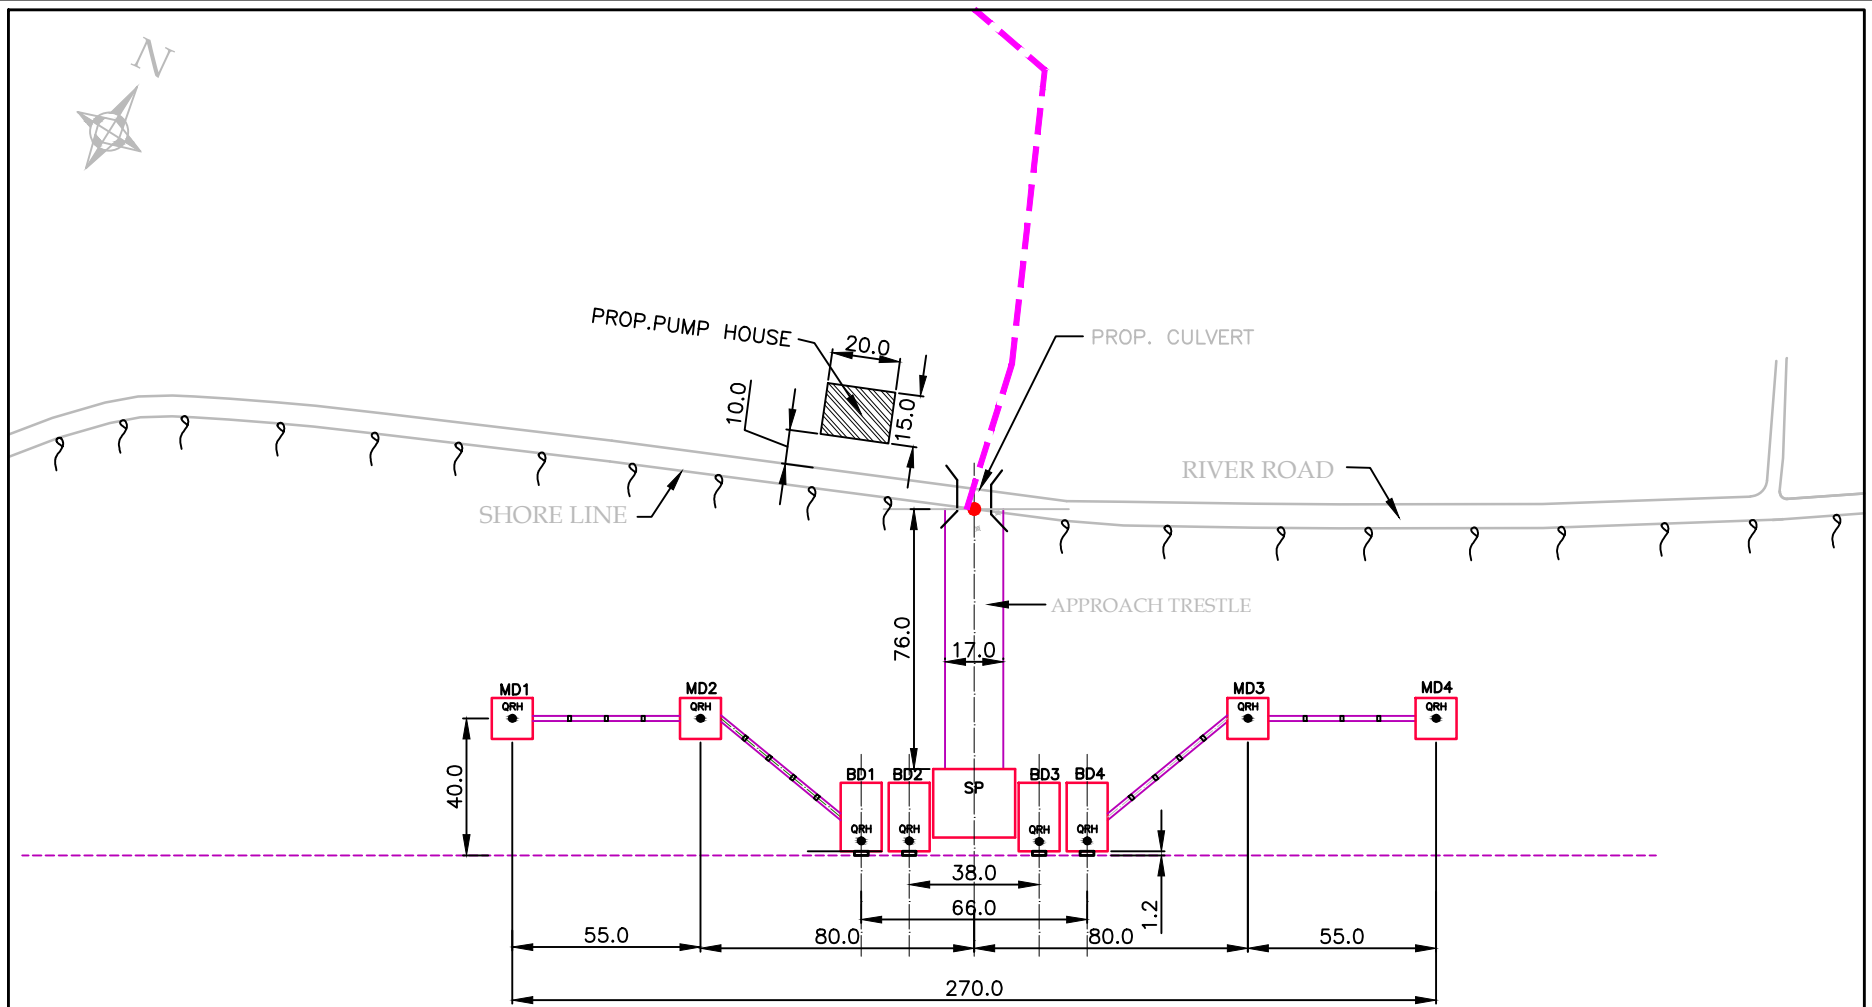 N
PROP.PUMP HOUSE
20.0
PROP. CULVERT
10.0
15.0
RIVER ROAD
SHORE LINE
APPROACH TRESTLE
76.0
17.0
MD1
MD2
MD3
MD4
QRH
QRH
QRH
QRH
40.0
BD1
BD2
SP
BD3
BD4
QRH
QRH
QRH
QRH
38.0
66.0
1.2
55.0
80.0
80.0
55.0
270.0